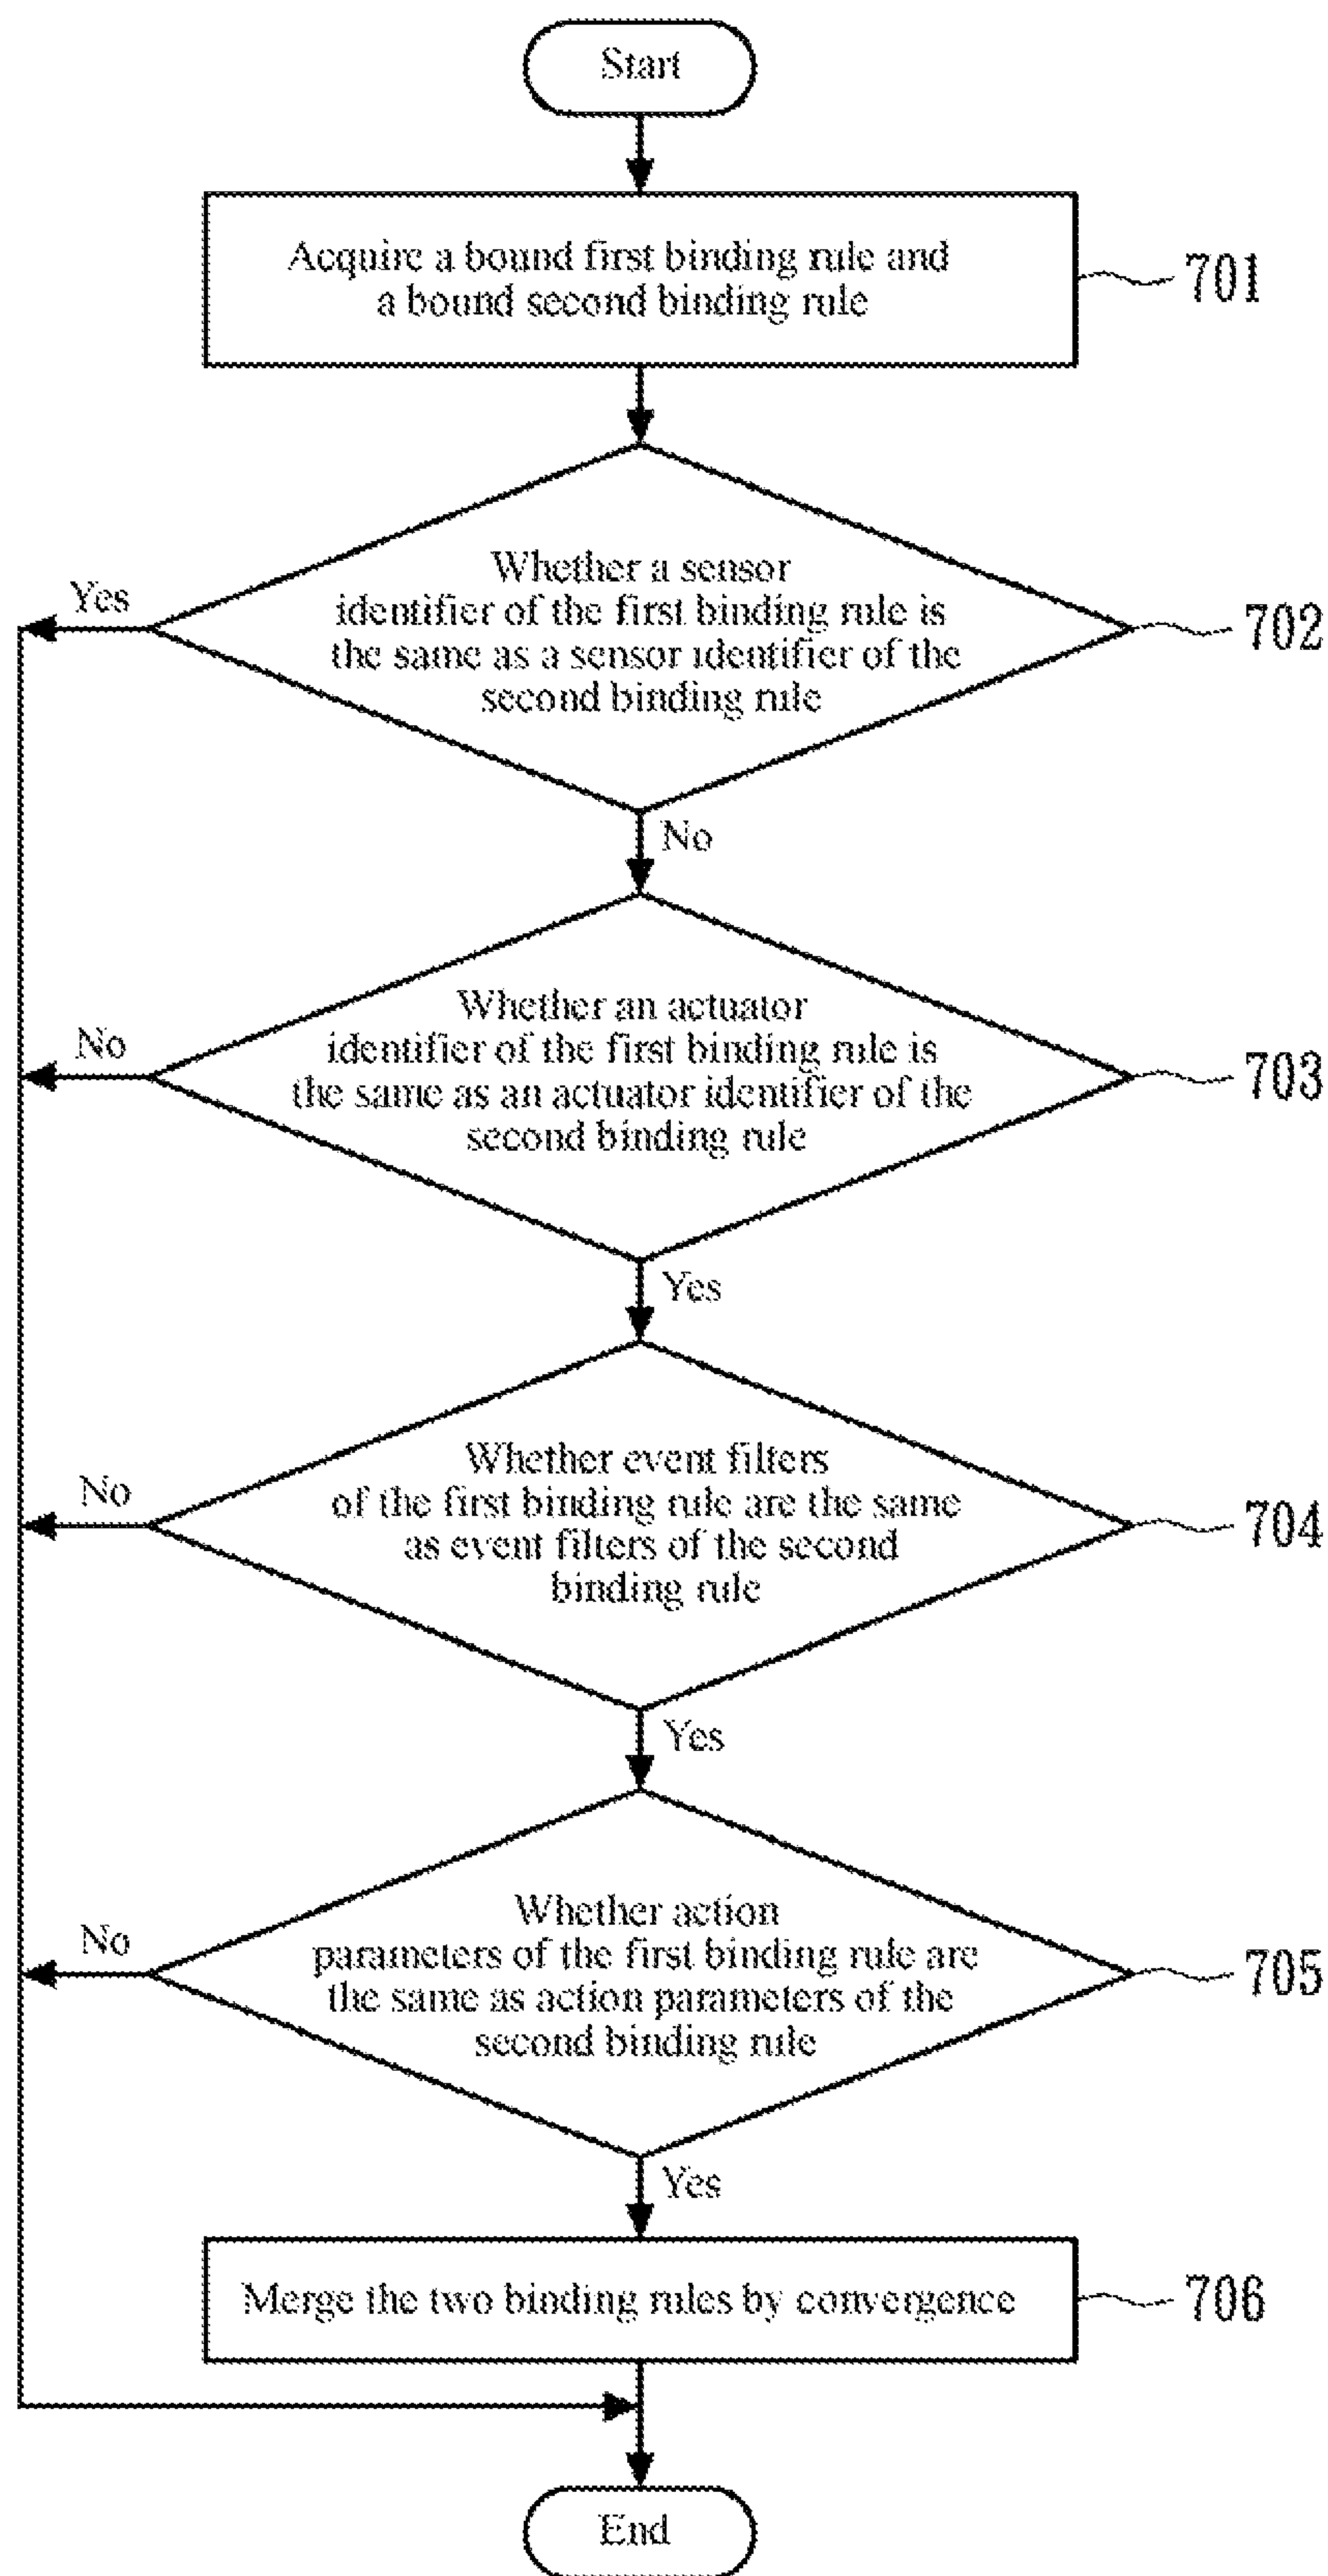 Start
Acquire a bound first binding rule and
a bound second binding rule
701
Whether a sensor
identifier of the first binding rule is
the same as a sensor identifier of the
second binding rule
702
Yes
No
Whether an actuator
identifier of the first binding rule is
the same as an actuator identifier of the
second binding rule
703
No
Yes
Whether event filters
of the first binding rule are the same
as event filters of the second
binding rule
704
No
Yes
Whether action
parameters of the first binding rule are
the same as action parameters of the
second binding rule
705
No
Yes
Merge the two binding rules by convergence
706
End